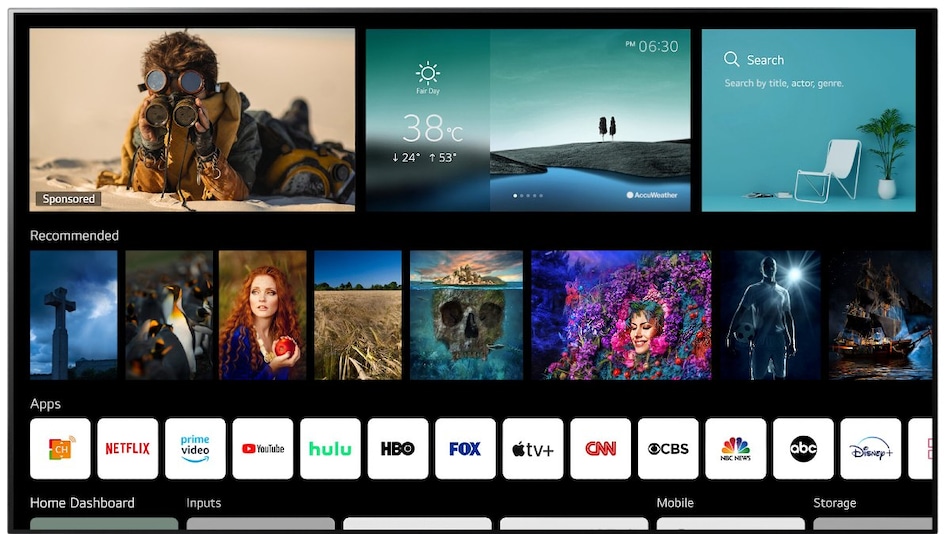 Sponsored
Fair Day
38°C
↓ 24° ↑ 53°
PM 06:30
AccuWeather
Search
Search by title, actor, genre.
Recommended
Apps
CH
NETFLIX
prime video
YouTube
hulu
HBO
FOX
tv+
CNN
CBS
NBC NEWS
abc
Disney+
Home Dashboard
Inputs
Mobile
Storage